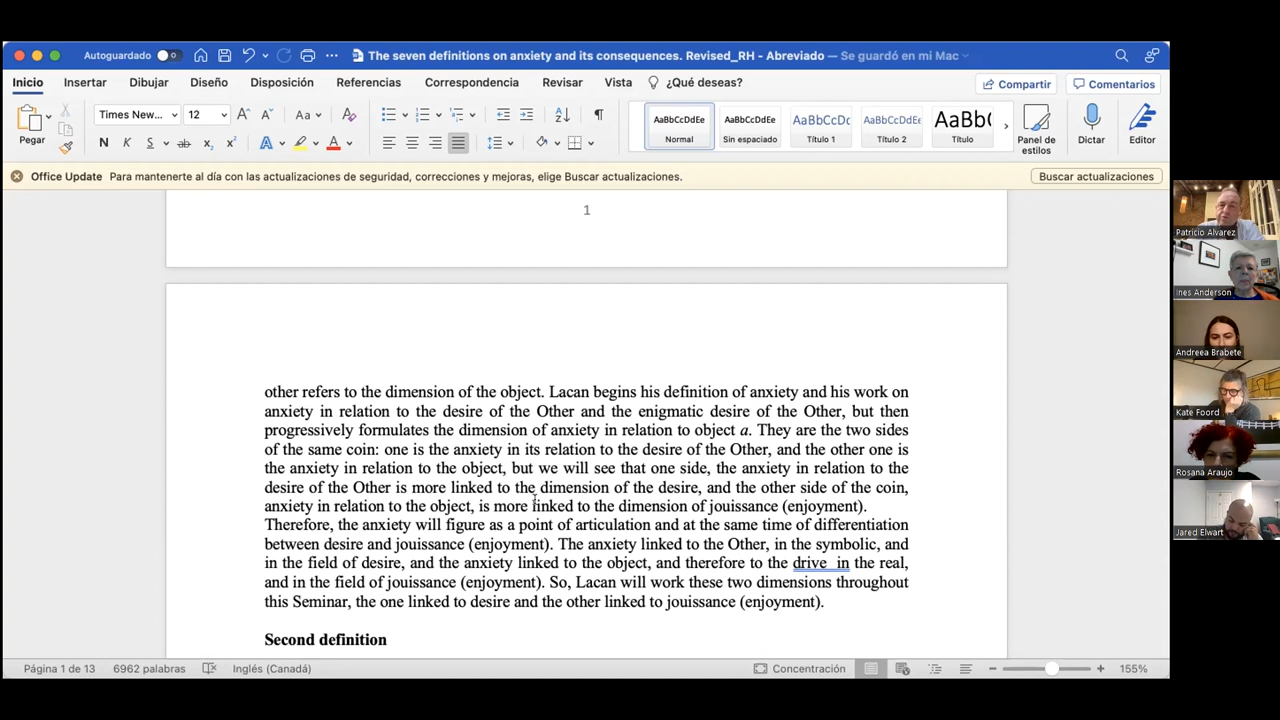 Autoguardado
The seven definitions on anxiety and its consequences. Revised_RH - Abreviado — Se guardó en mi Mac
Inicio Insertar Dibujar Diseño Disposición Referencias Correspondencia Revisar Vista ¿Qué deseas? Compartir Comentarios
Pegar
Times New... 12 A A Aa A
N K S ab x2 x2 A A
AaBbCcDdEe AaBbCcDdEe AaBbCcDc AaBbCcDdEe AaBb(
Normal Sin espaciado Título 1 Título 2 Título
Panel de estilos Dictar Editor
Office Update Para mantenerte al día con las actualizaciones de seguridad, correcciones y mejoras, elige Buscar actualizaciones. Buscar actualizaciones
1
other refers to the dimension of the object. Lacan begins his definition of anxiety and his work on
anxiety in relation to the desire of the Other and the enigmatic desire of the Other, but then
progressively formulates the dimension of anxiety in relation to object a. They are the two sides
of the same coin: one is the anxiety in its relation to the desire of the Other, and the other one is
the anxiety in relation to the object, but we will see that one side, the anxiety in relation to the
desire of the Other is more linked to the dimension of the desire, and the other side of the coin,
anxiety in relation to the object, is more linked to the dimension of jouissance (enjoyment).
Therefore, the anxiety will figure as a point of articulation and at the same time of differentiation
between desire and jouissance (enjoyment). The anxiety linked to the Other, in the symbolic, and
in the field of desire, and the anxiety linked to the object, and therefore to the drive in the real,
and in the field of jouissance (enjoyment). So, Lacan will work these two dimensions throughout
this Seminar, the one linked to desire and the other linked to jouissance (enjoyment).
Second definition
Página 1 de 13 6962 palabras Inglés (Canadá) Concentración 155%
Patricio Alvarez
Ines Anderson
Andreea Brabete
Kate Foord
Rosana Araujo
Jared Elwart